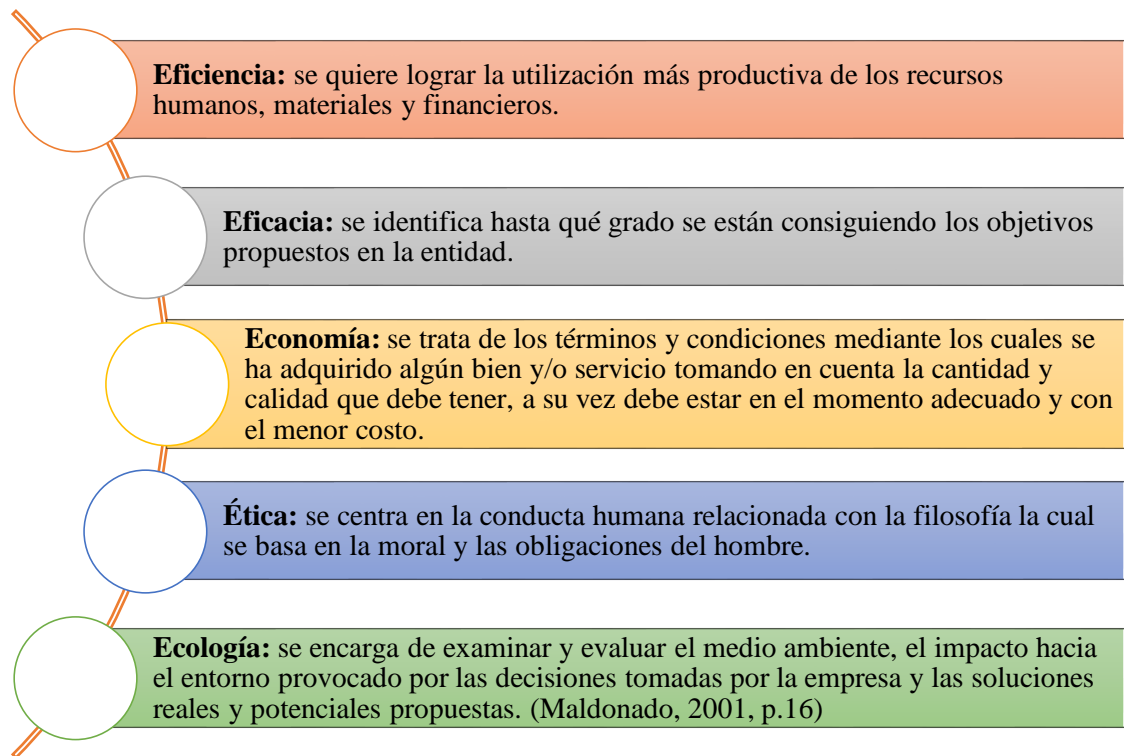 Eficiencia: se quiere lograr la utilización más productiva de los recursos
humanos, materiales y financieros.
Eficacia: se identifica hasta qué grado se están consiguiendo los objetivos
propuestos en la entidad.
Economía: se trata de los términos y condiciones mediante los cuales se
ha adquirido algún bien y/o servicio tomando en cuenta la cantidad y
calidad que debe tener, a su vez debe estar en el momento adecuado y con
el menor costo.
Ética: se centra en la conducta humana relacionada con la filosofía la cual
se basa en la moral y las obligaciones del hombre.
Ecología: se encarga de examinar y evaluar el medio ambiente, el impacto hacia
el entorno provocado por las decisiones tomadas por la empresa y las soluciones
reales y potenciales propuestas. (Maldonado, 2001, p.16)